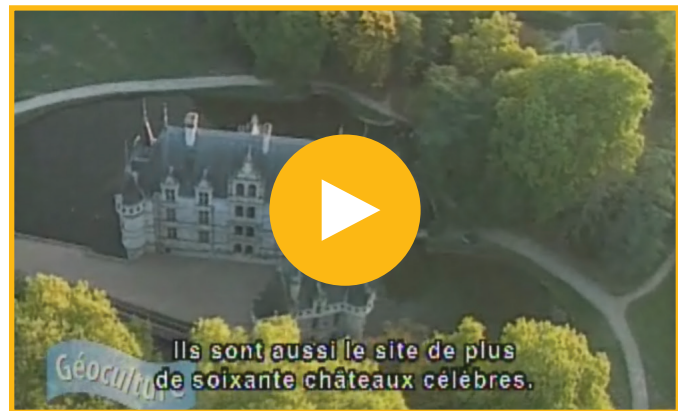 Ils sont aussi le site de plus
de soixante châteaux célèbres.
Géoculture